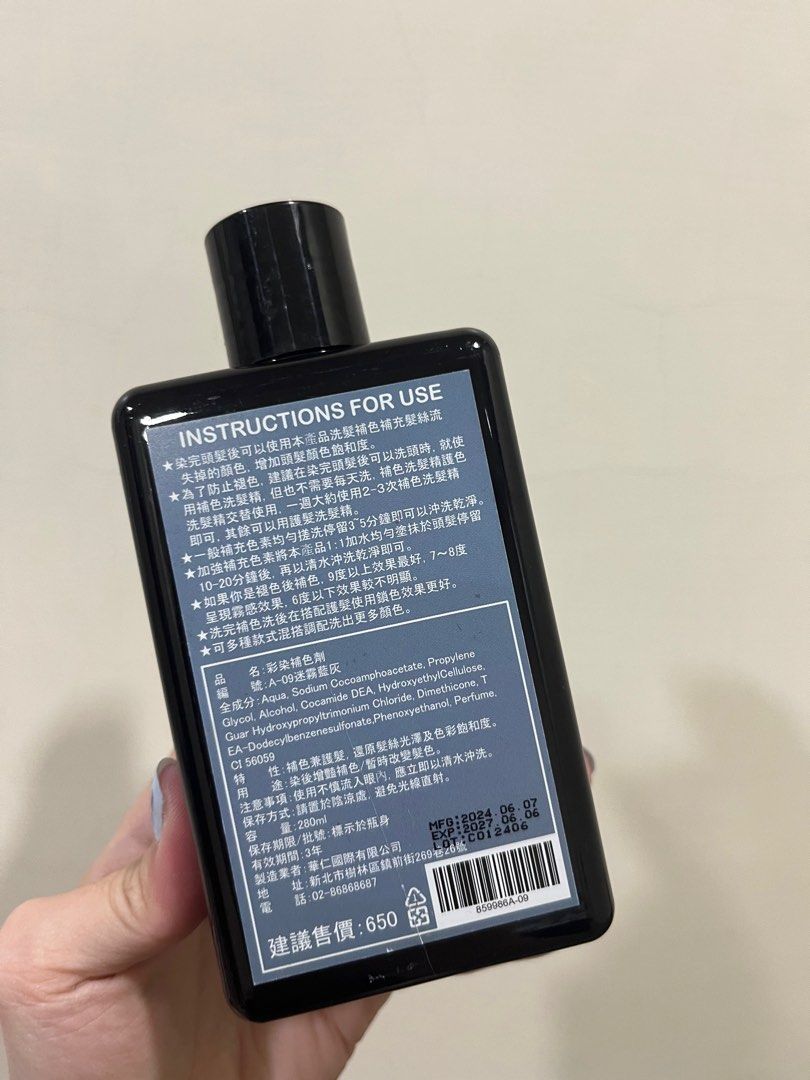 INSTRUCTIONS FOR USE
★染完頭髮後可以使用本產品洗髮補色補充髮絲流
失掉的顏色, 增加頭髮顏色飽和度。
★為了防止褪色, 建議在染完頭髮後可以洗頭時, 就使
用補色洗髮精, 但也不需要每天洗, 補色洗髮精護色
洗髮精交替使用, 一週大約使用2-3次補色洗髮精
即可, 其餘可以用護髮洗髮精。
★一般補充色素均勻搓洗停留3~5分鐘即可以沖洗乾淨。
★加強補充色素將本產品1:1加水均勻塗抹於頭髮停留
10-20分鐘後, 再以清水沖洗乾淨即可。
★如果你是褪色後補色, 9度以上效果最好, 7～8度
呈現霧感效果, 6度以下效果較不明顯。
★洗完補色洗後在搭配護髮使用鎖色效果更好。
★可多種款式混搭調配洗出更多顏色。
品 名:彩染補色劑
編 號:A-09迷霧藍灰
全成分:Aqua, Sodium Cocoamphoacetate, Propylene
Glycol, Alcohol, Cocamide DEA, HydroxyethylCellulose,
Guar Hydroxypropyltrimonium Chloride, Dimethicone, T
EA-Dodecylbenzenesulfonate,Phenoxyethanol, Perfume,
CI 56059
特 性:補色兼護髮, 還原髮絲光澤及色彩飽和度。
用 途:染後增豔補色/暫時改變髮色。
注意事項:使用不慎流入眼內, 應立即以清水沖洗。
保存方式:請置於陰涼處, 避免光線直射。
容 量:280ml
保存期限/批號:標示於瓶身
有效期間:3年
製造業者:華仁國際有限公司
地 址:新北市樹林區鎮前街269巷26號
電 話:02-86868687
MFG:2024.06.07
EXP:2027.06.06
LOT:C012406
建議售價:650
859986A-09